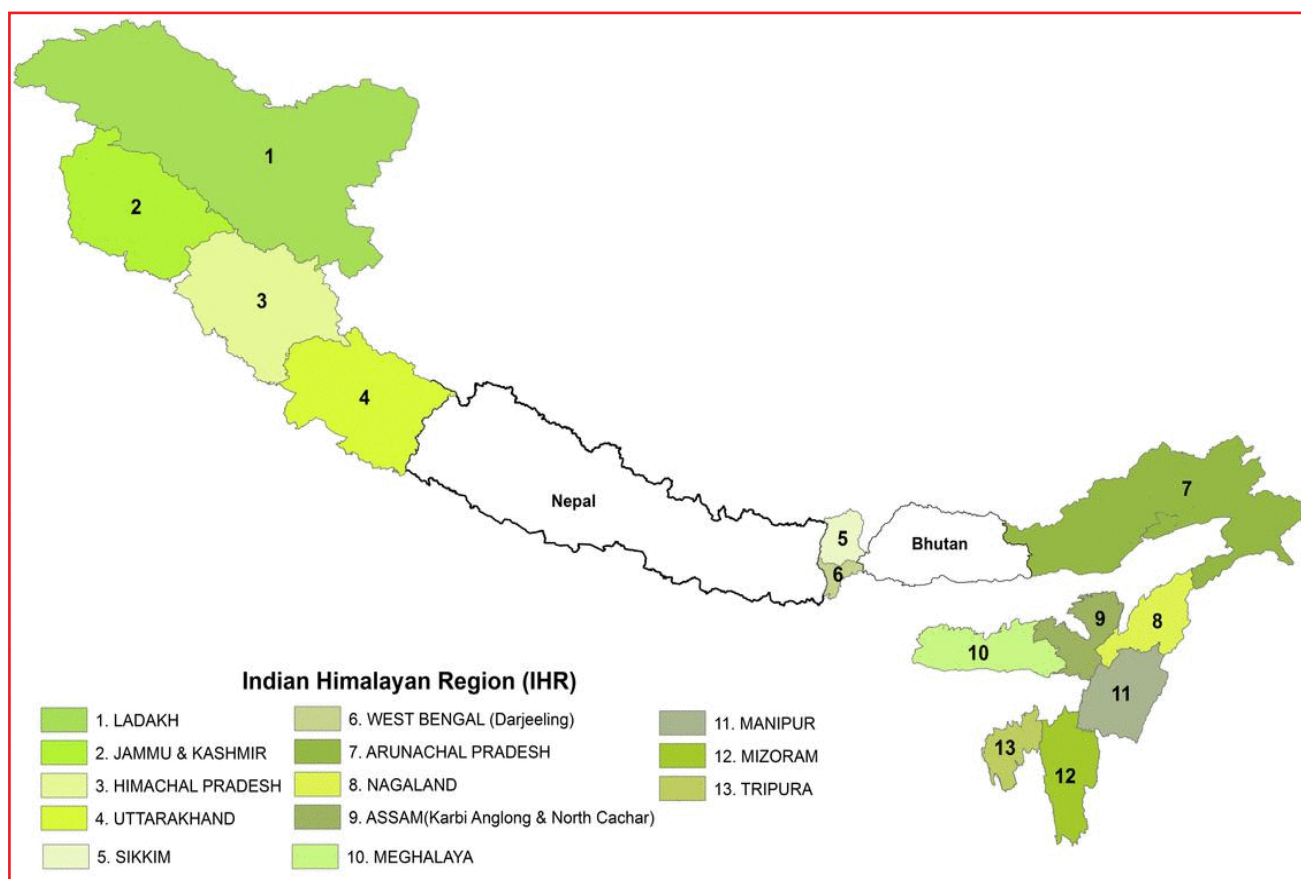 1
2
3
4
Nepal
5
6
Bhutan
7
8
9
10
11
12
13
Indian Himalayan Region (IHR)
1. LADAKH
2. JAMMU & KASHMIR
3. HIMACHAL PRADESH
4. UTTARAKHAND
5. SIKKIM
6. WEST BENGAL (Darjeeling)
7. ARUNACHAL PRADESH
8. NAGALAND
9. ASSAM(Karbi Anglong & North Cachar)
10. MEGHALAYA
11. MANIPUR
12. MIZORAM
13. TRIPURA